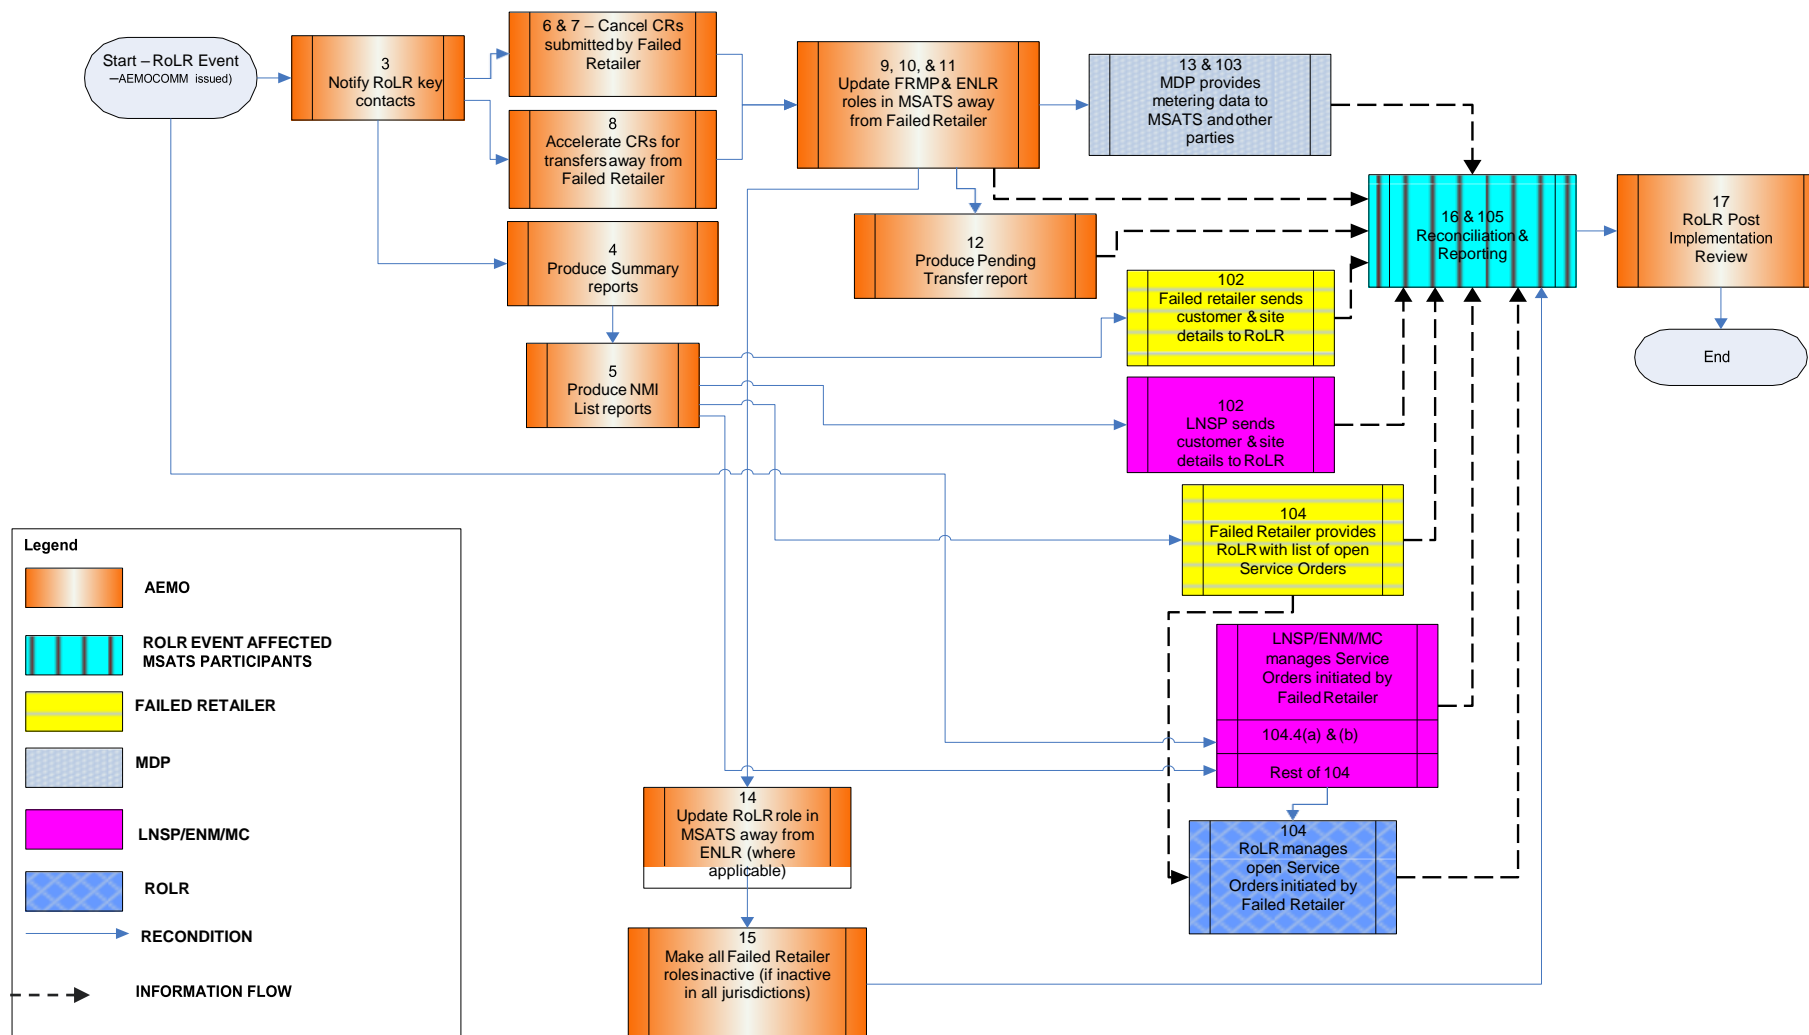 Start – RoLR Event
–AEMOCOMM issued)
3
Notify RoLR key
contacts
6 & 7 – Cancel CRs
submitted by Failed
Retailer
8
Accelerate CRs for
transfers away from
Failed Retailer
4
Produce Summary
reports
5
Produce NMI
List reports
9, 10, & 11
Update FRMP & ENLR
roles in MSATS away
from Failed Retailer
12
Produce Pending
Transfer report
13 & 103
MDP provides
metering data to
MSATS and other
parties
102
Failed retailer sends
customer & site
details to RoLR
102
LNSP sends
customer & site
details to RoLR
104
Failed Retailer provides
RoLR with list of open
Service Orders
LNSP/ENM/MC
manages Service
Orders initiated by
Failed Retailer
104.4(a) & (b)
Rest of 104
104
RoLR manages
open Service
Orders initiated by
Failed Retailer
16 & 105
Reconciliation &
Reporting
17
RoLR Post
Implementation
Review
End
14
Update RoLR role in
MSATS away from
ENLR (where
applicable)
15
Make all Failed Retailer
roles inactive (if inactive
in all jurisdictions)
Legend
AEMO
ROLR EVENT AFFECTED
MSATS PARTICIPANTS
FAILED RETAILER
MDP
LNSP/ENM/MC
ROLR
RECONDITION
INFORMATION FLOW